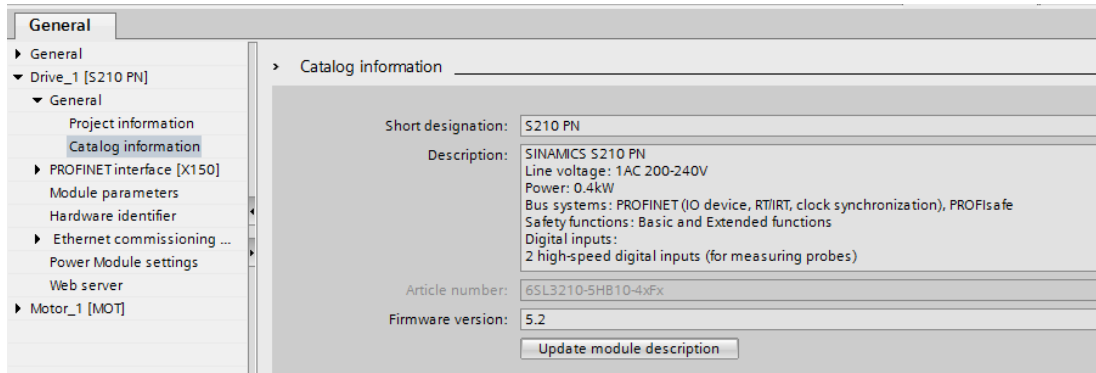 General
General
Drive_1 [S210 PN]
General
Project information
Catalog information
PROFINET interface [X150]
Module parameters
Hardware identifier
Ethernet commissioning ...
Power Module settings
Web server
Motor_1 [MOT]
Catalog information
Short designation: S210 PN
Description: SINAMICS S210 PN
Line voltage: 1AC 200-240V
Power: 0.4kW
Bus systems: PROFINET (IO device, RT/IRT, clock synchronization), PROFIsafe
Safety functions: Basic and Extended functions
Digital inputs:
2 high-speed digital inputs (for measuring probes)
Article number: 6SL3210-5HB10-4xFx
Firmware version: 5.2
Update module description